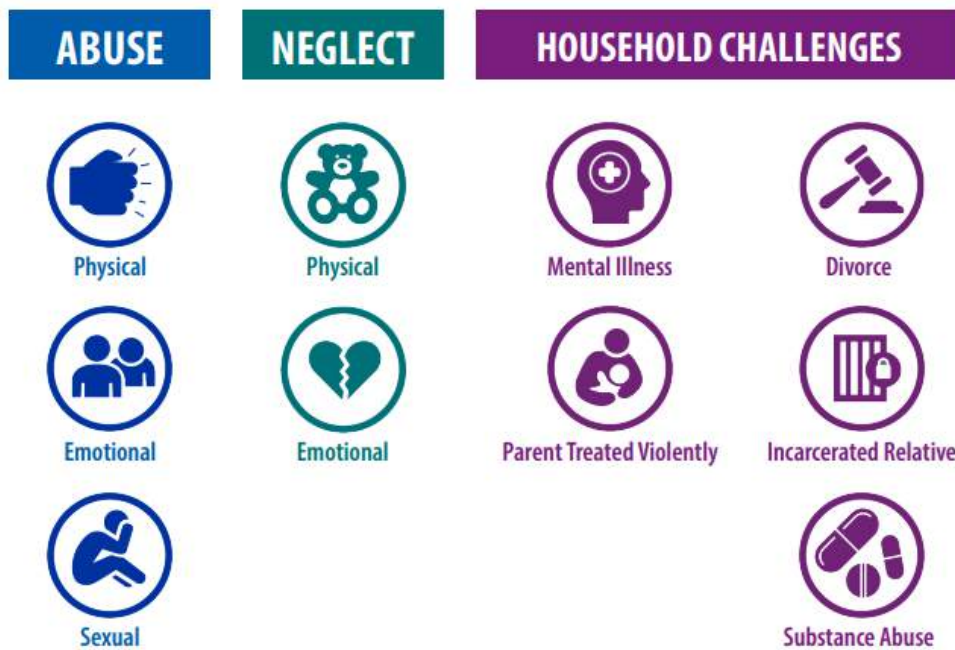 ABUSE
NEGLECT
HOUSEHOLD CHALLENGES
Physical
Physical
Mental Illness
Divorce
Emotional
Emotional
Parent Treated Violently
Incarcerated Relative
Sexual
Substance Abuse